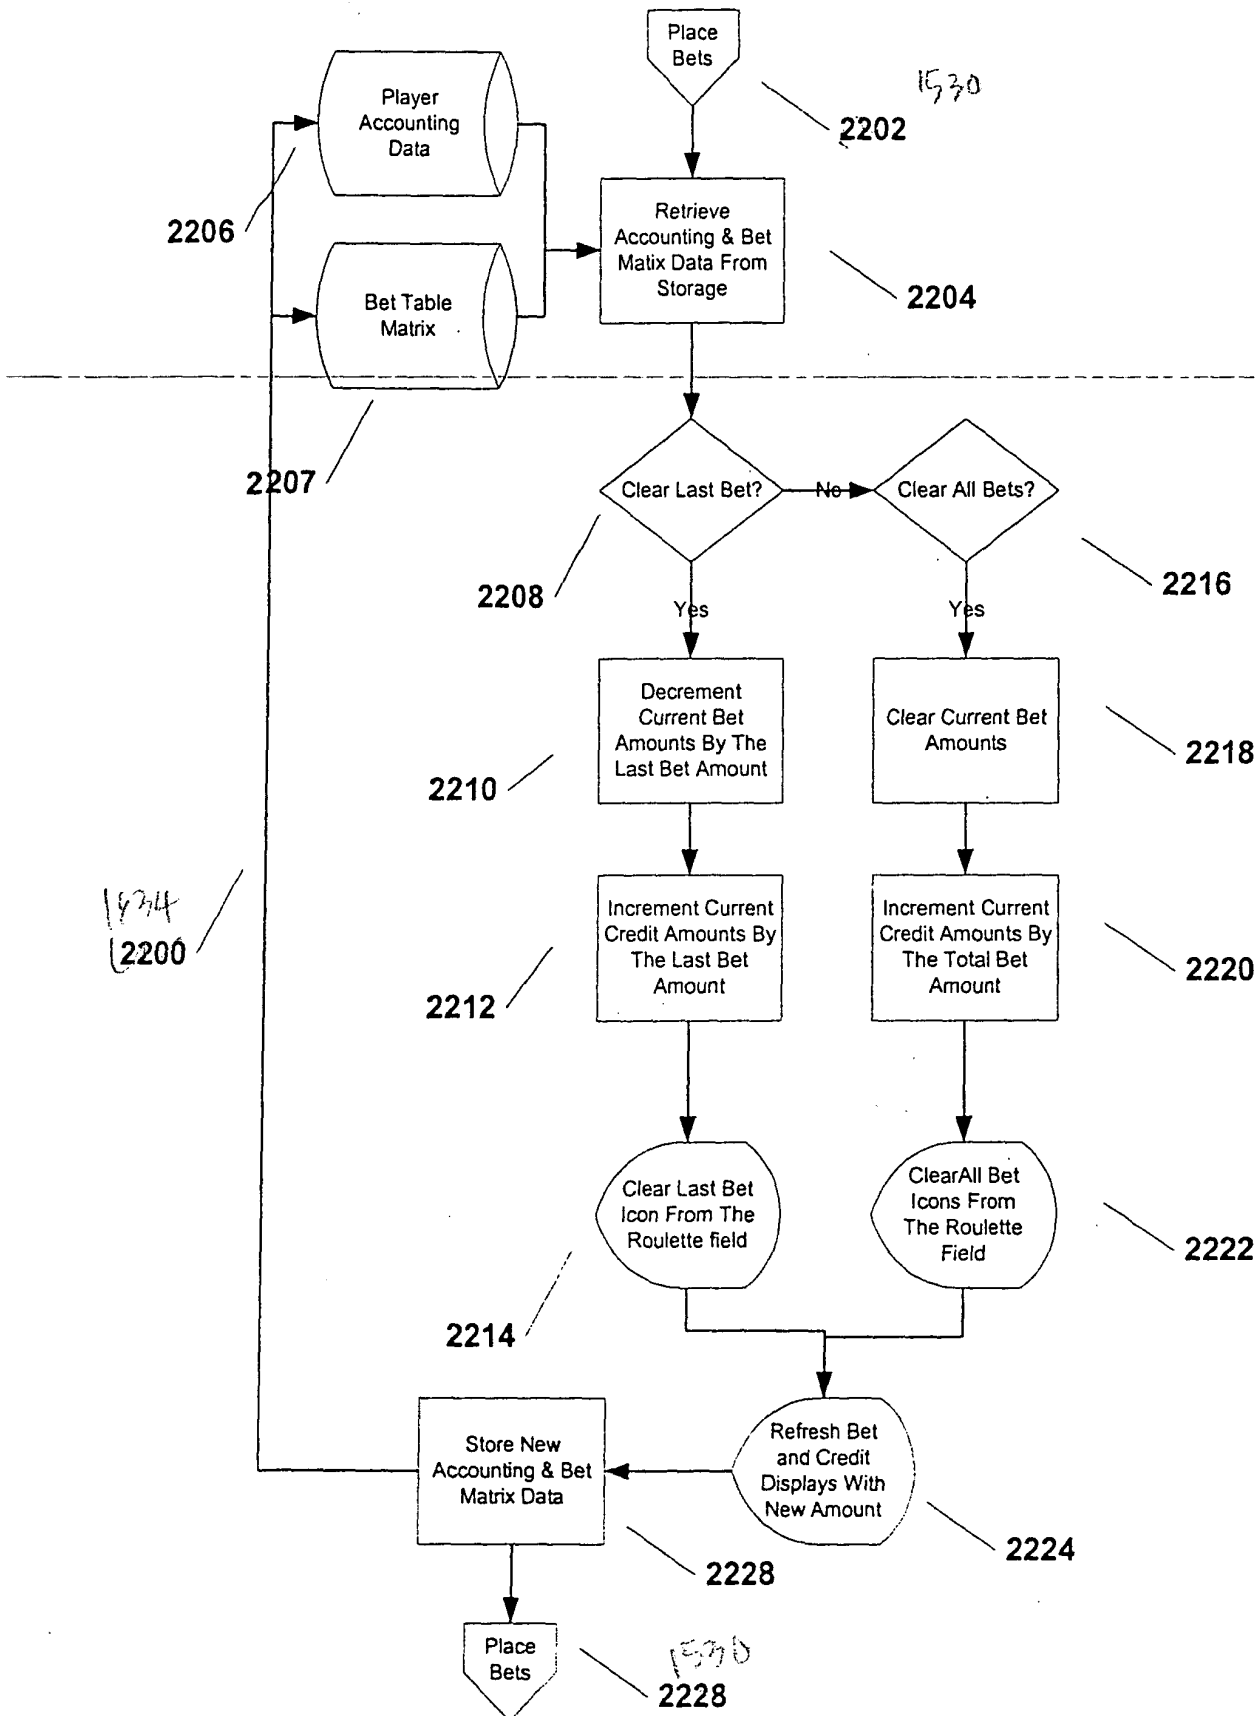 Place
Bets
1530
2202
Player
Accounting
Data
2206
Retrieve
Accounting & Bet
Matix Data From
Storage
2204
Bet Table
Matrix
2207
Clear Last Bet?
No
Clear All Bets?
2208
2216
Yes
Yes
Decrement
Current Bet
Amounts By The
Last Bet Amount
2210
Clear Current Bet
Amounts
2218
Increment Current
Credit Amounts By
The Last Bet
Amount
2212
Increment Current
Credit Amounts By
The Total Bet
Amount
2220
2200
Clear Last Bet
Icon From The
Roulette field
2214
ClearAll Bet
Icons From
The Roulette
Field
2222
Store New
Accounting & Bet
Matrix Data
2228
Refresh Bet
and Credit
Displays With
New Amount
2224
Place
Bets
1530
2228